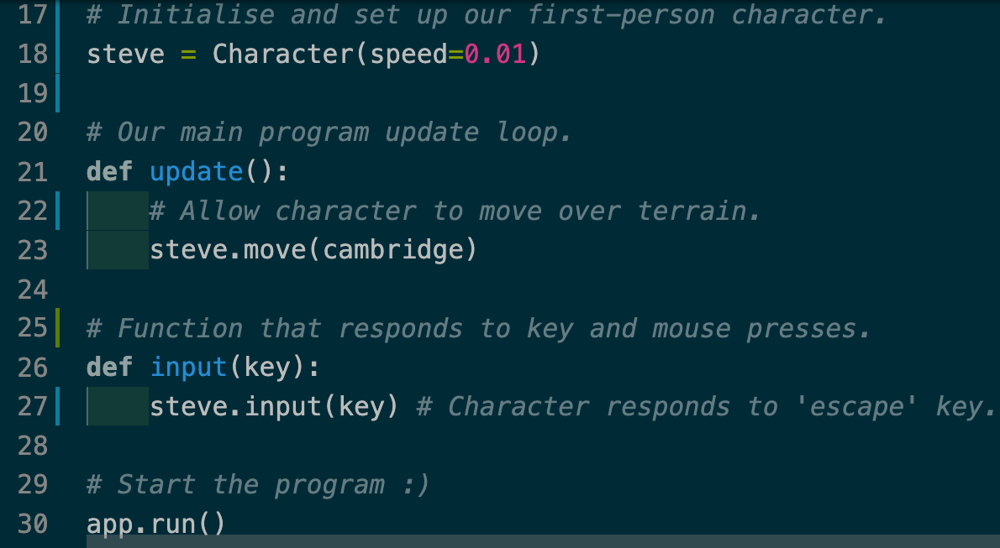 17 # Initialise and set up our first-person character.
18 steve = Character(speed=0.01)
19
20 # Our main program update loop.
21 def update():
22     # Allow character to move over terrain.
23     steve.move(cambridge)
24
25 # Function that responds to key and mouse presses.
26 def input(key):
27     steve.input(key) # Character responds to 'escape' key.
28
29 # Start the program :)
30 app.run()